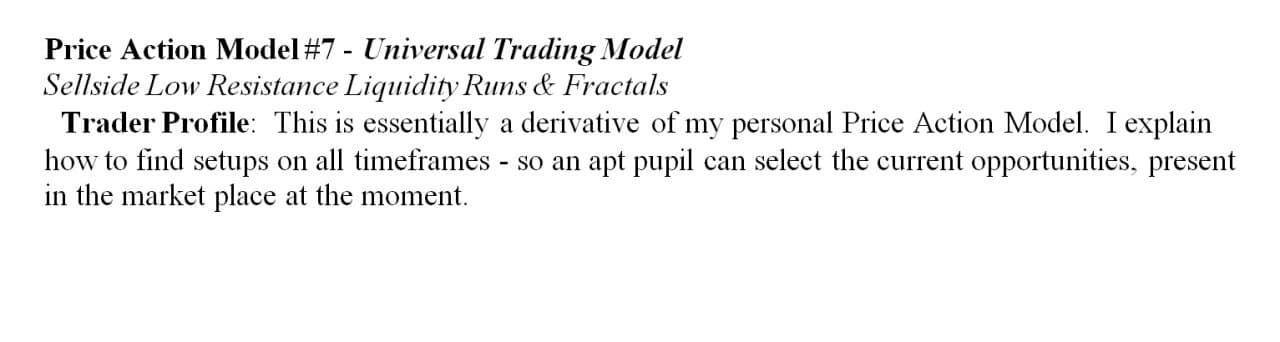 Price Action Model #7 - Universal Trading Model
Sellside Low Resistance Liquidity Runs & Fractals
Trader Profile: This is essentially a derivative of my personal Price Action Model. I explain
how to find setups on all timeframes - so an apt pupil can select the current opportunities, present
in the market place at the moment.